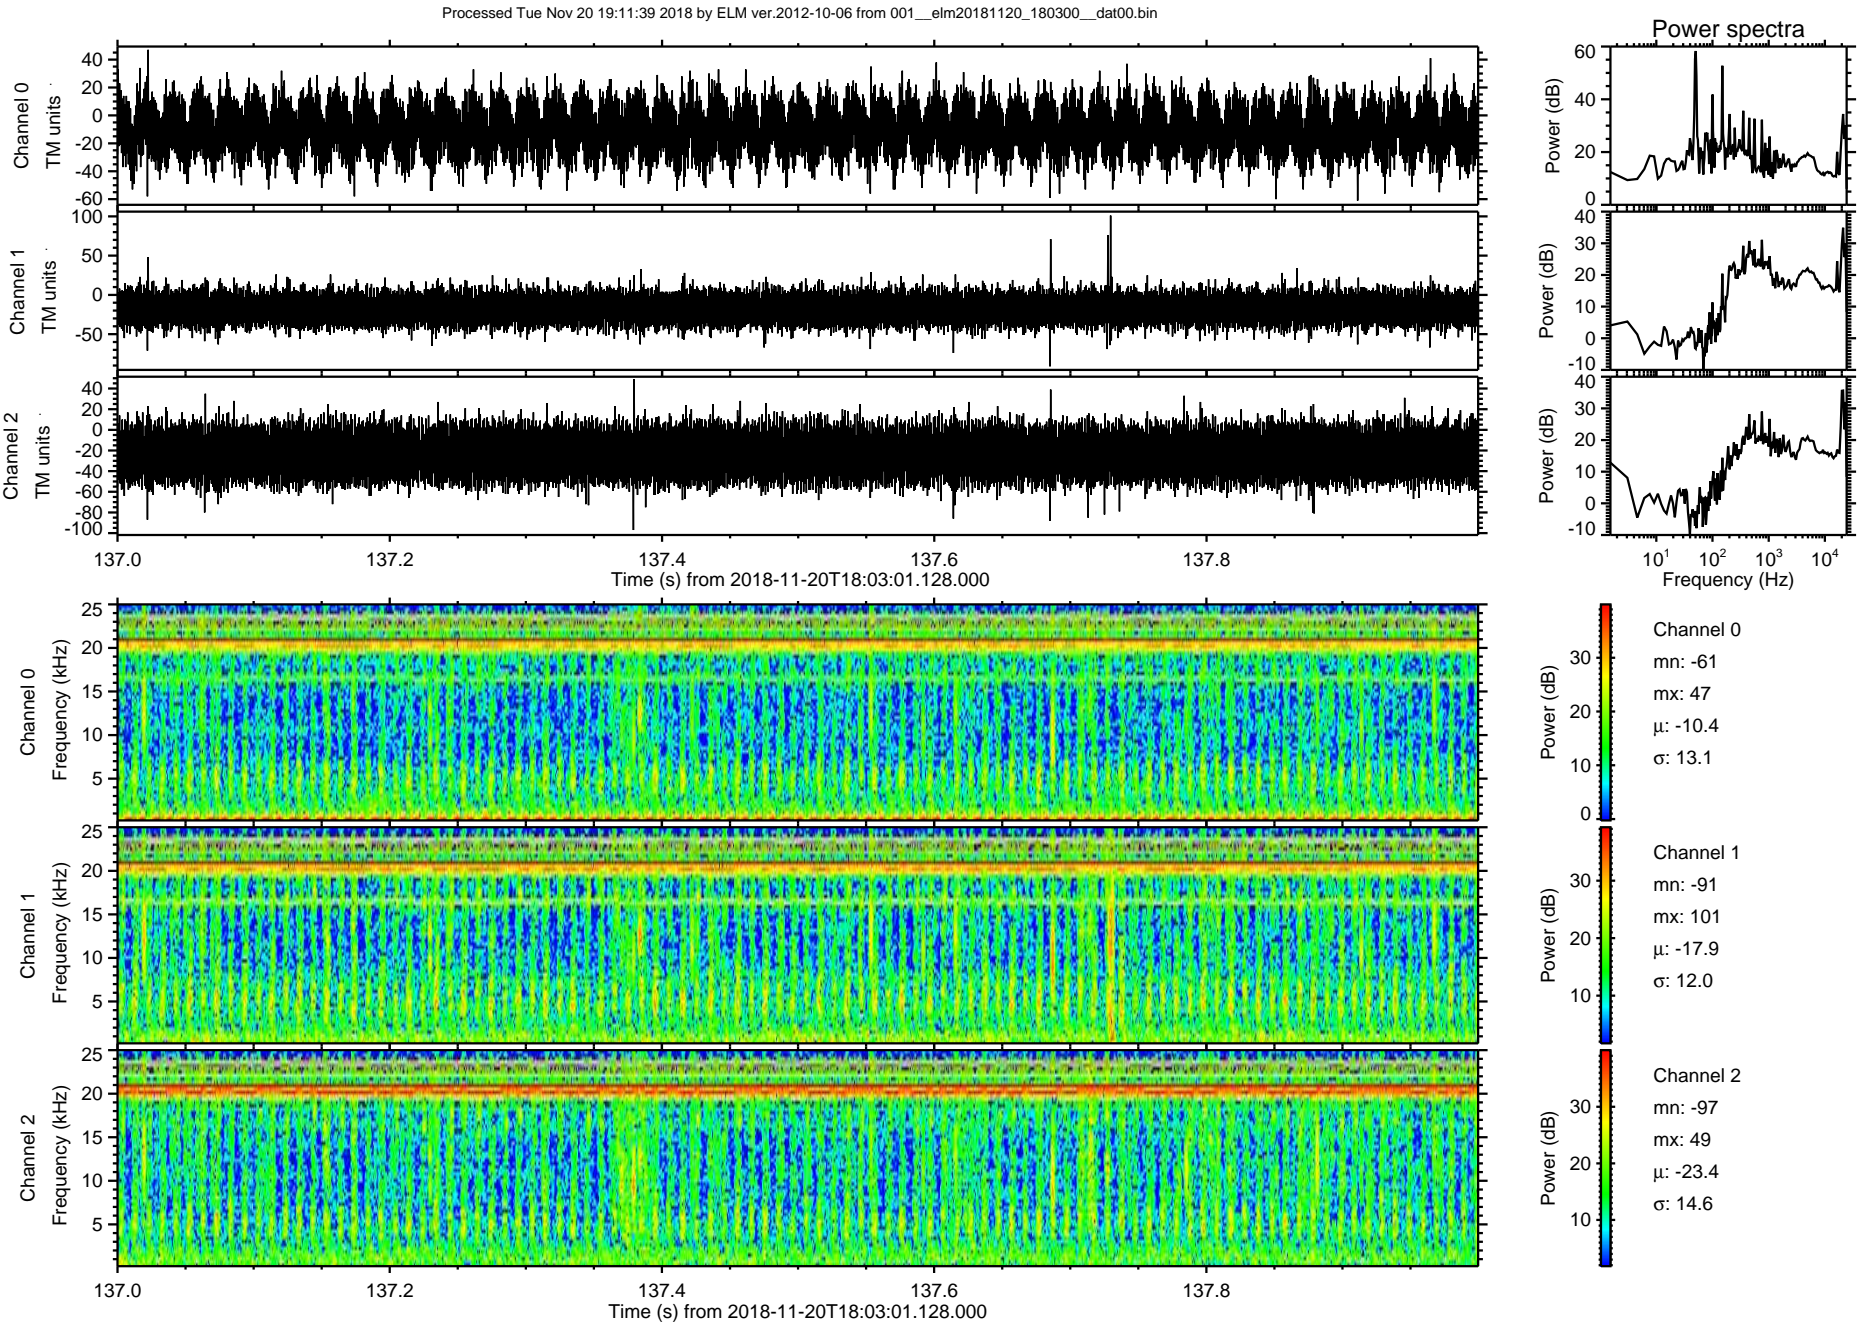 Processed Tue Nov 20 19:11:39 2018 by ELM ver.2012-10-06 from 001__elm20181120_180300__dat00.bin
Power spectra
Channel 0
TM units
40
20
0
-20
-40
-60
Power (dB)
60
40
20
0
Channel 1
TM units
100
50
0
-50
Power (dB)
40
30
20
10
0
-10
Channel 2
TM units
40
20
0
-20
-40
-60
-80
-100
Power (dB)
40
30
20
10
0
-10
137.0 137.2 137.4 137.6 137.8
Time (s) from 2018-11-20T18:03:01.128.000
10^1 10^2 10^3 10^4
Frequency (Hz)
Channel 0
Frequency (kHz)
25
20
15
10
5
Power (dB)
30
20
10
0
Channel 0
mn: -61
mx: 47
μ: -10.4
σ: 13.1
Channel 1
Frequency (kHz)
25
20
15
10
5
Power (dB)
30
20
10
Channel 1
mn: -91
mx: 101
μ: -17.9
σ: 12.0
Channel 2
Frequency (kHz)
25
20
15
10
5
Power (dB)
30
20
10
Channel 2
mn: -97
mx: 49
μ: -23.4
σ: 14.6
137.0 137.2 137.4 137.6 137.8
Time (s) from 2018-11-20T18:03:01.128.000